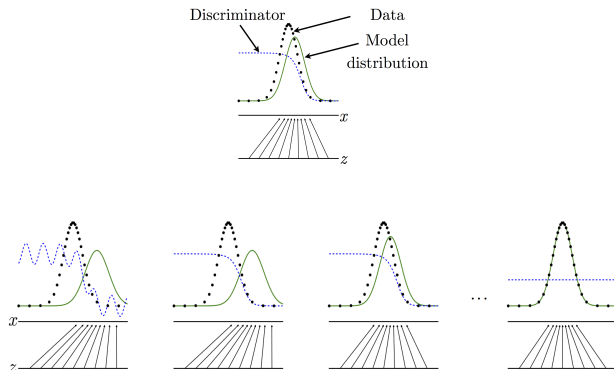 Discriminator
Data
Model
distribution
x
z
x
...
z